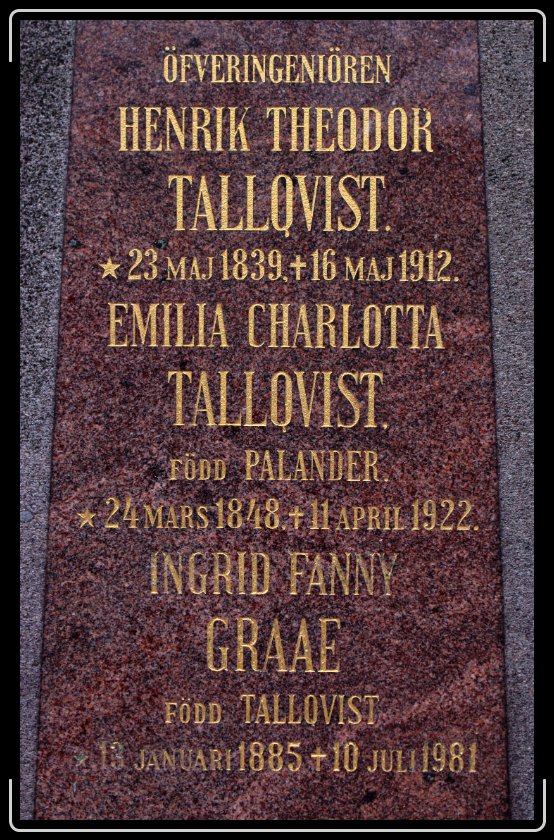 ÖFVERINGENIÖREN
HENRIK THEODOR
TALLQVIST.
★ 23 MAJ 1839, ✝ 16 MAJ 1912.
EMILIA CHARLOTTA
TALLQVIST,
FÖDD PALANDER.
★ 24 MARS 1848, ✝ 11 APRIL 1922.
INGRID FANNY
GRAAE
FÖDD TALLQVIST
★ 13 JANUARI 1885 ✝ 10 JULI 1981